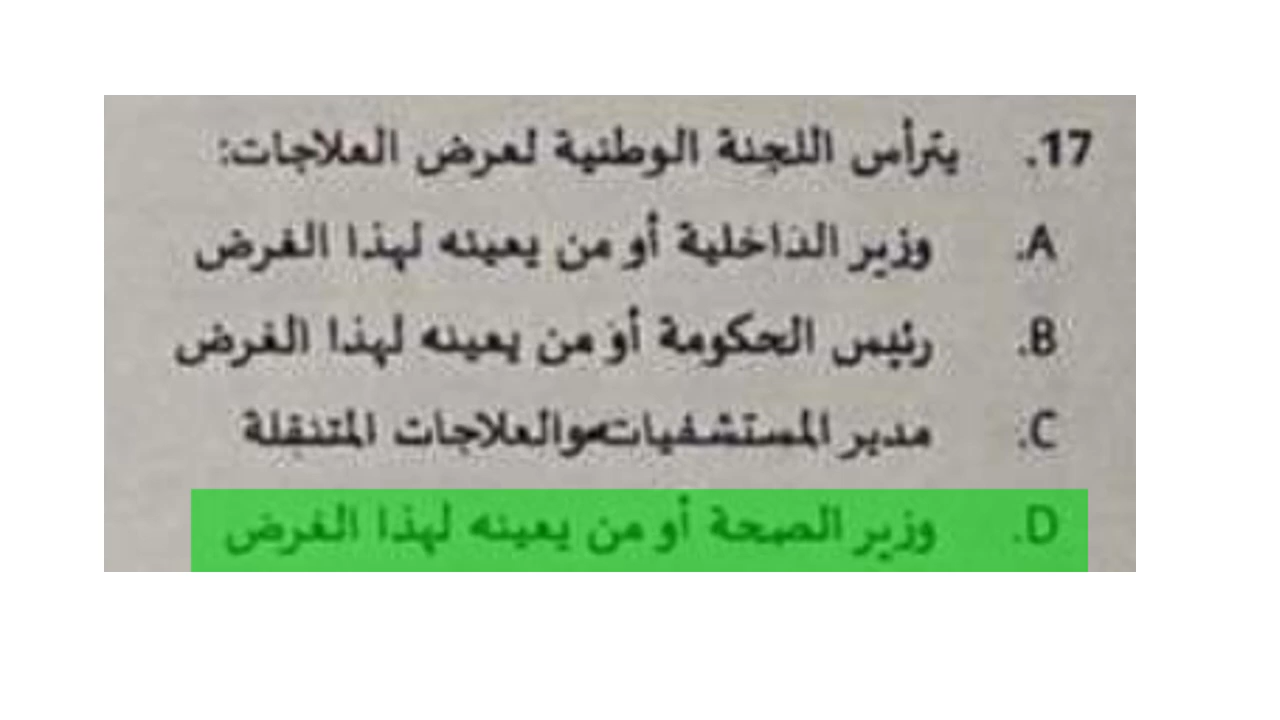 17. يترأس اللجنة الوطنية لعرض العلاجات:
A. وزير الداخلية أو من يعينه لهذا الغرض
B. رئيس الحكومة أو من يعينه لهذا الغرض
C. مدير المستشفيات والعلاجات المتنقلة
D. وزير الصحة أو من يعينه لهذا الغرض